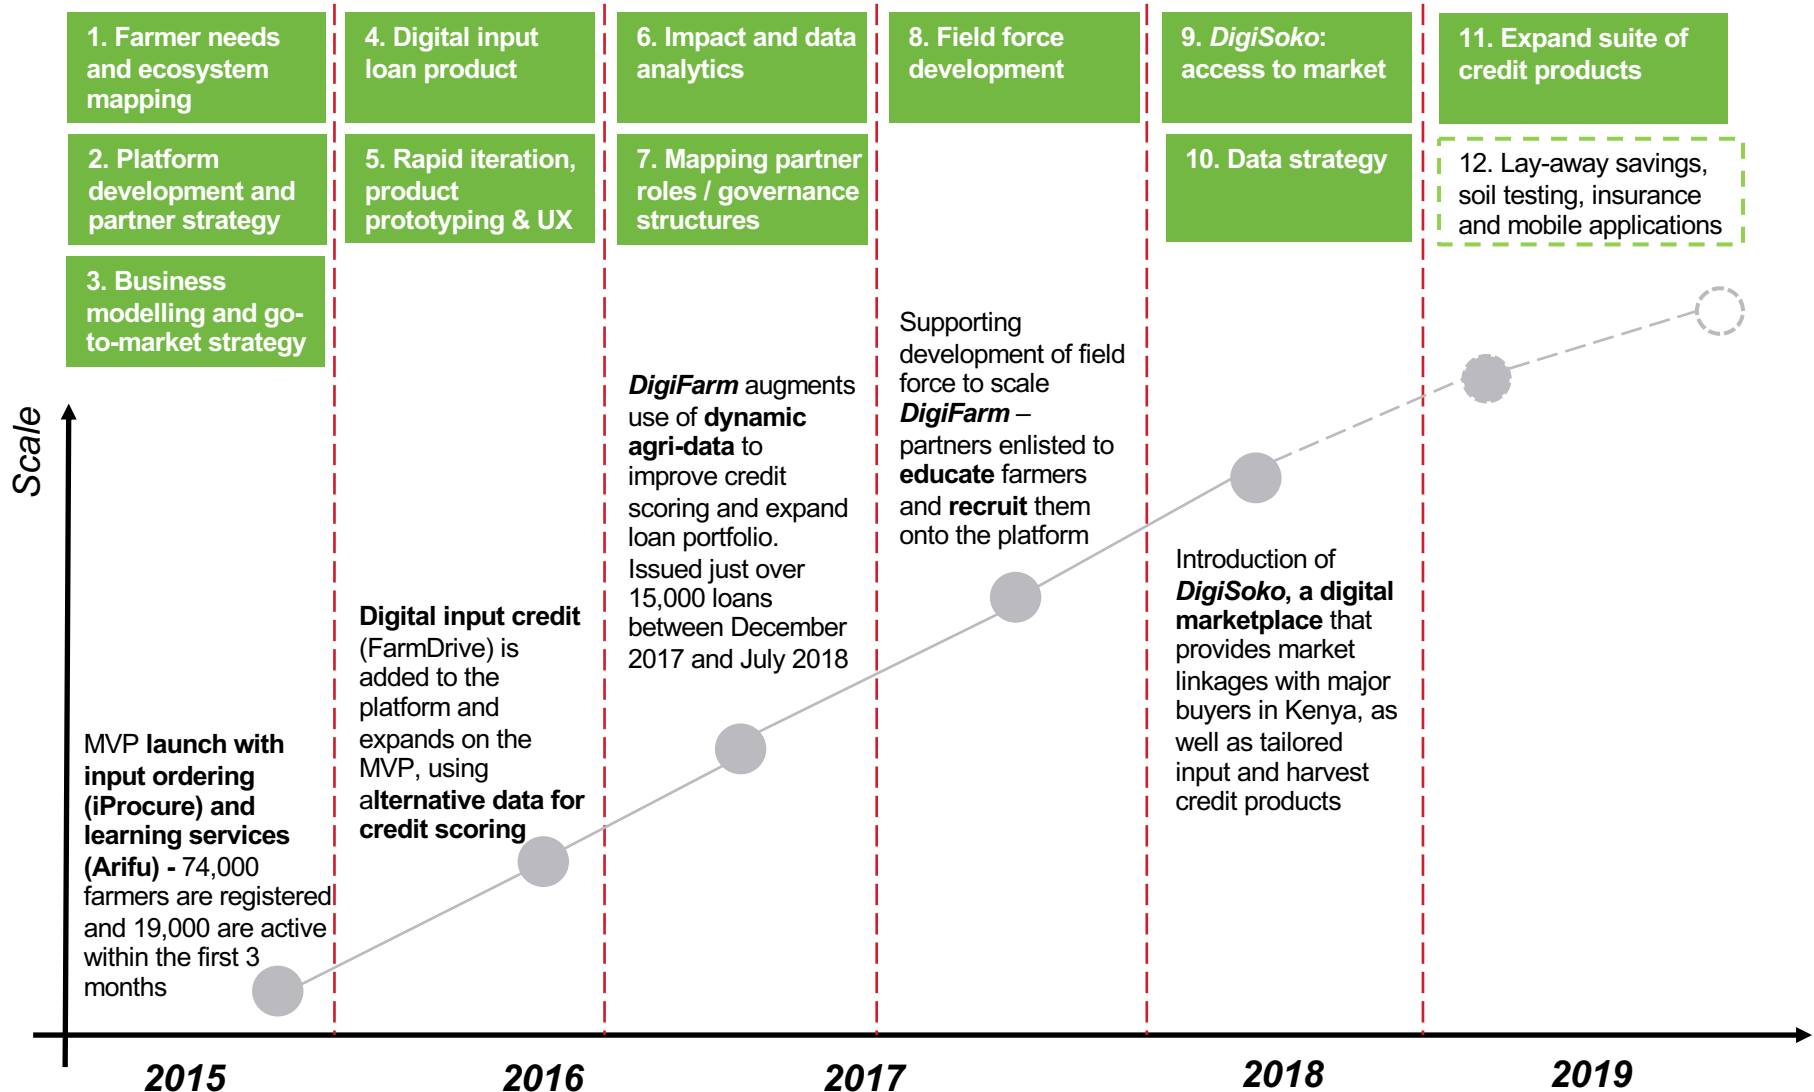 1. Farmer needs
and ecosystem
mapping
2. Platform
development and
partner strategy
3. Business
modelling and go-
to-market strategy
4. Digital input
loan product
5. Rapid iteration,
product
prototyping & UX
6. Impact and data
analytics
7. Mapping partner
roles / governance
structures
8. Field force
development
9. DigiSoko:
access to market
10. Data strategy
11. Expand suite of
credit products
12. Lay-away savings,
soil testing, insurance
and mobile applications
Scale
MVP launch with
input ordering
(iProcure) and
learning services
(Arifu) - 74,000
farmers are registered
and 19,000 are active
within the first 3
months
Digital input credit
(FarmDrive) is
added to the
platform and
expands on the
MVP, using
alternative data for
credit scoring
DigiFarm augments
use of dynamic
agri-data to
improve credit
scoring and expand
loan portfolio.
Issued just over
15,000 loans
between December
2017 and July 2018
Supporting
development of field
force to scale
DigiFarm –
partners enlisted to
educate farmers
and recruit them
onto the platform
Introduction of
DigiSoko, a digital
marketplace that
provides market
linkages with major
buyers in Kenya, as
well as tailored
input and harvest
credit products
2015
2016
2017
2018
2019